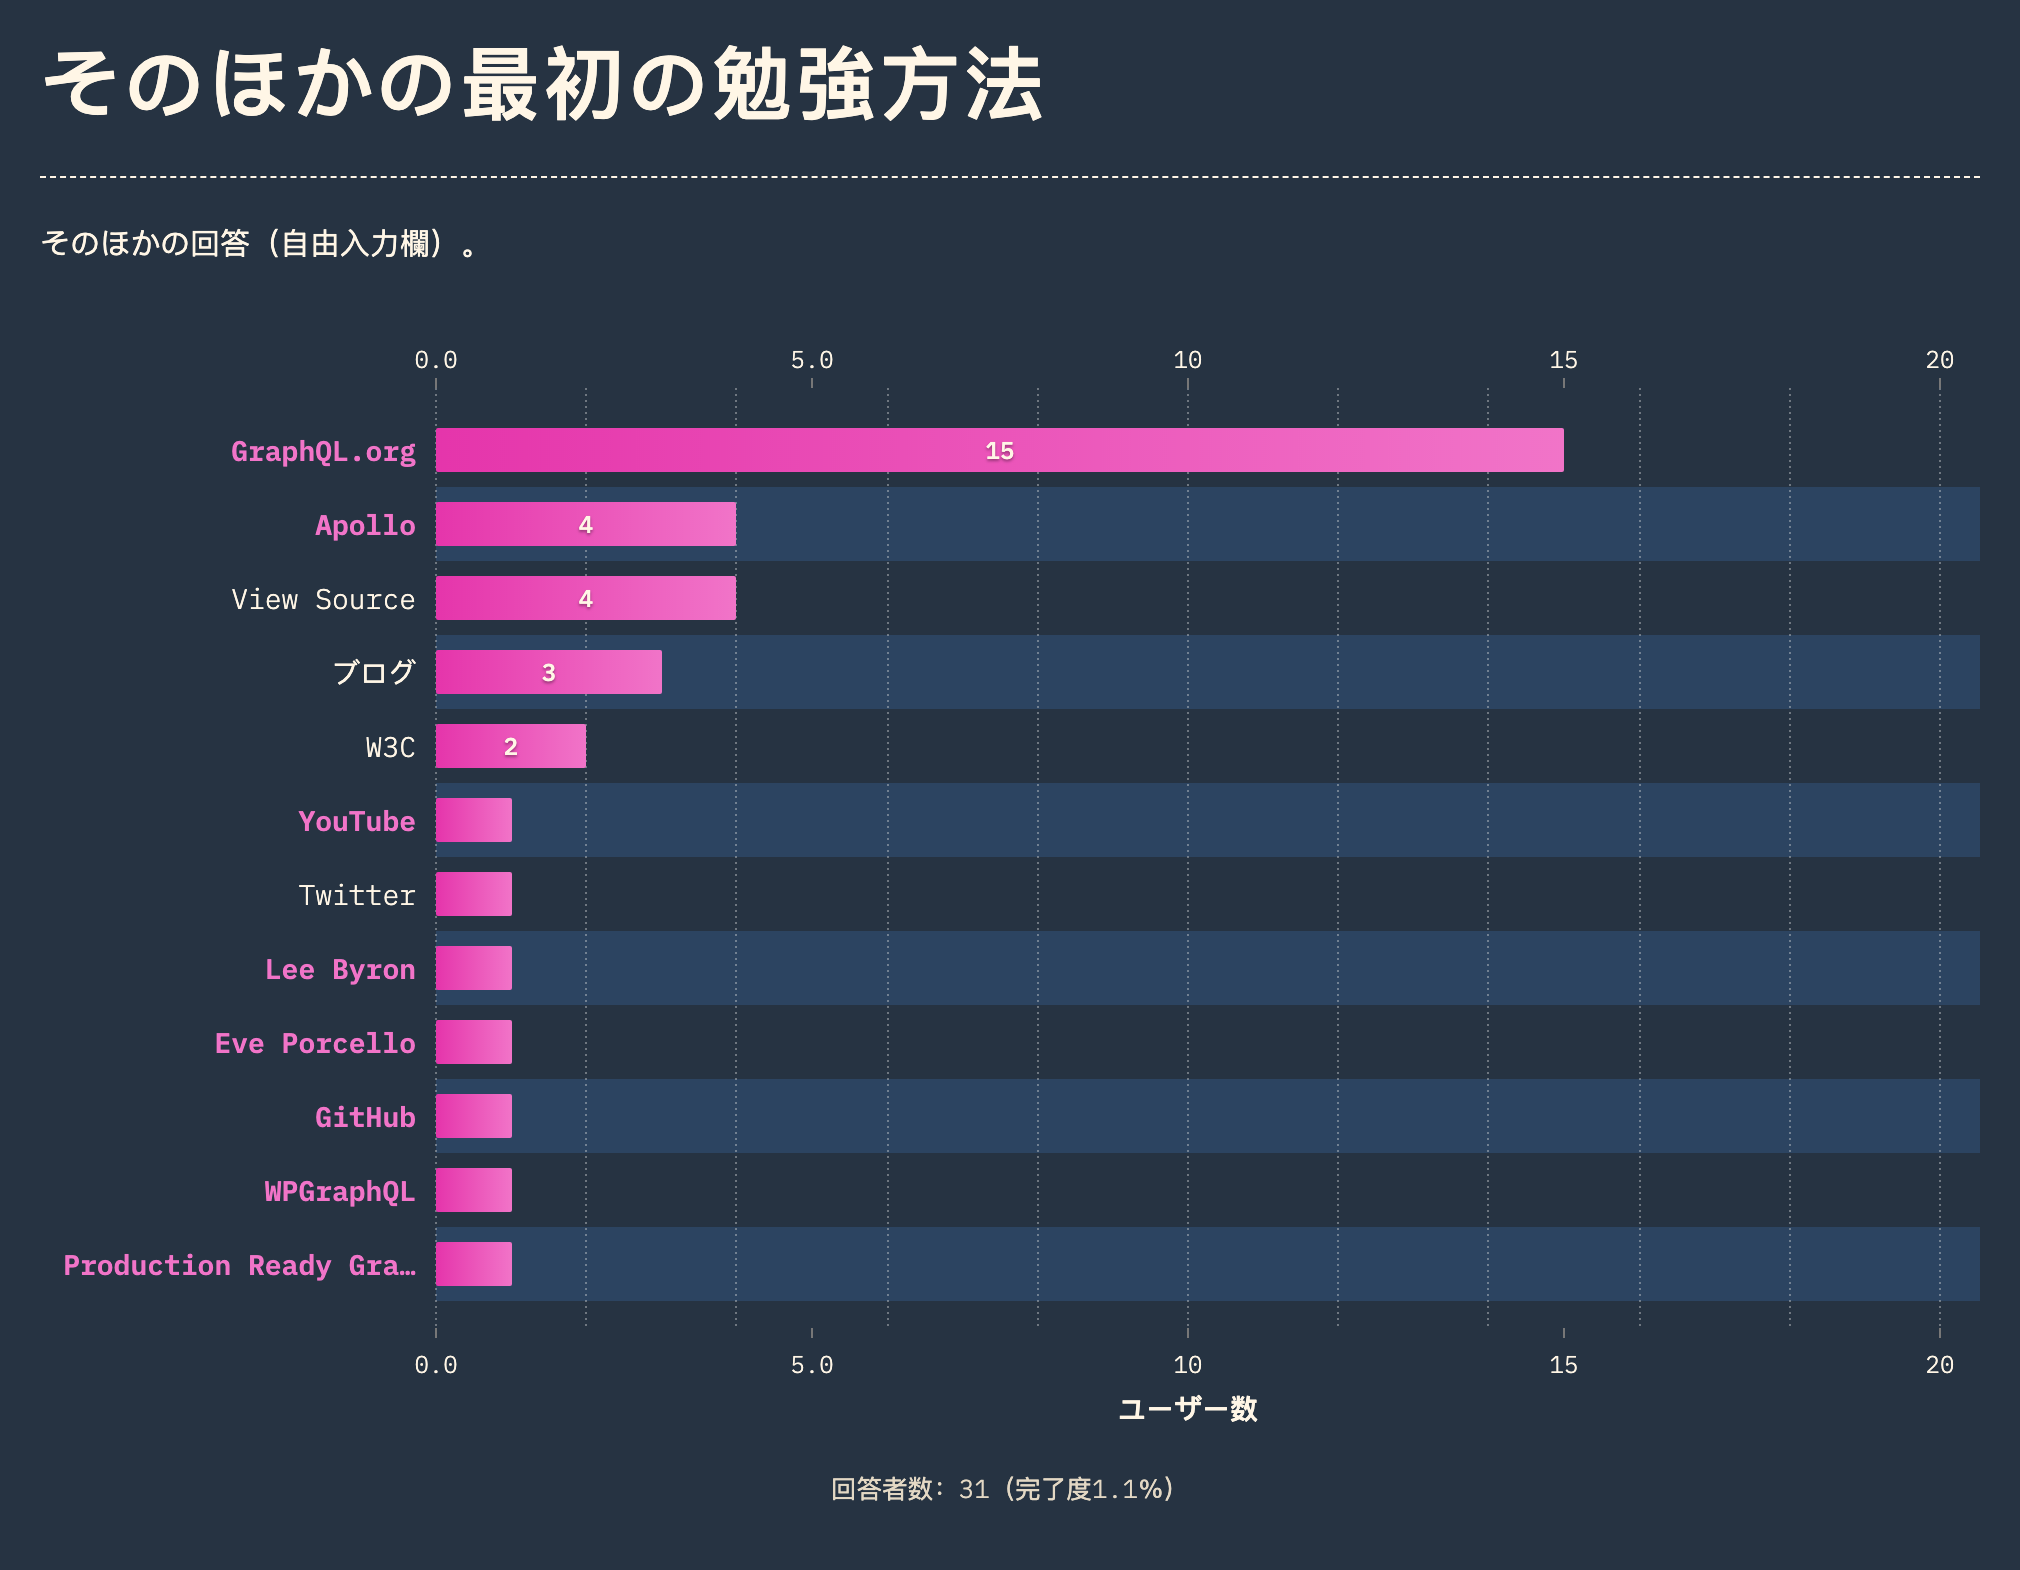 そのほかの最初の勉強方法
そのほかの回答（自由入力欄）。
0.0 5.0 10 15 20
GraphQL.org 15
Apollo 4
View Source 4
ブログ 3
W3C 2
YouTube
Twitter
Lee Byron
Eve Porcello
GitHub
WPGraphQL
Production Ready Gra…
0.0 5.0 10 15 20
ユーザー数
回答者数: 31（完了度1.1%）